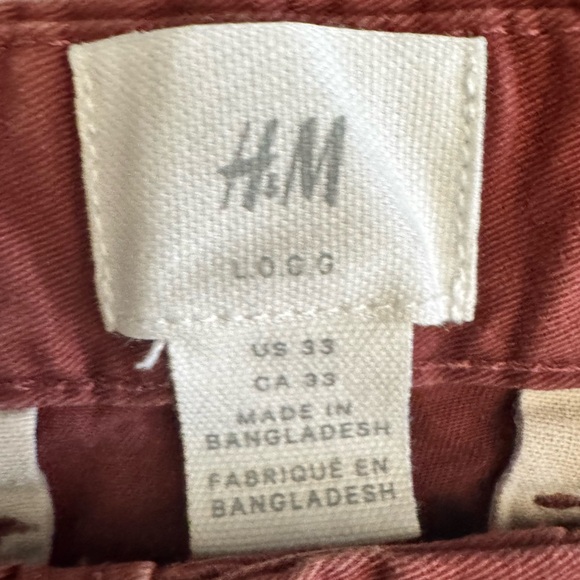 H&M
L.O.G.G
US 33
CA 33
MADE IN
BANGLADESH
FABRIQUÉ EN
BANGLADESH